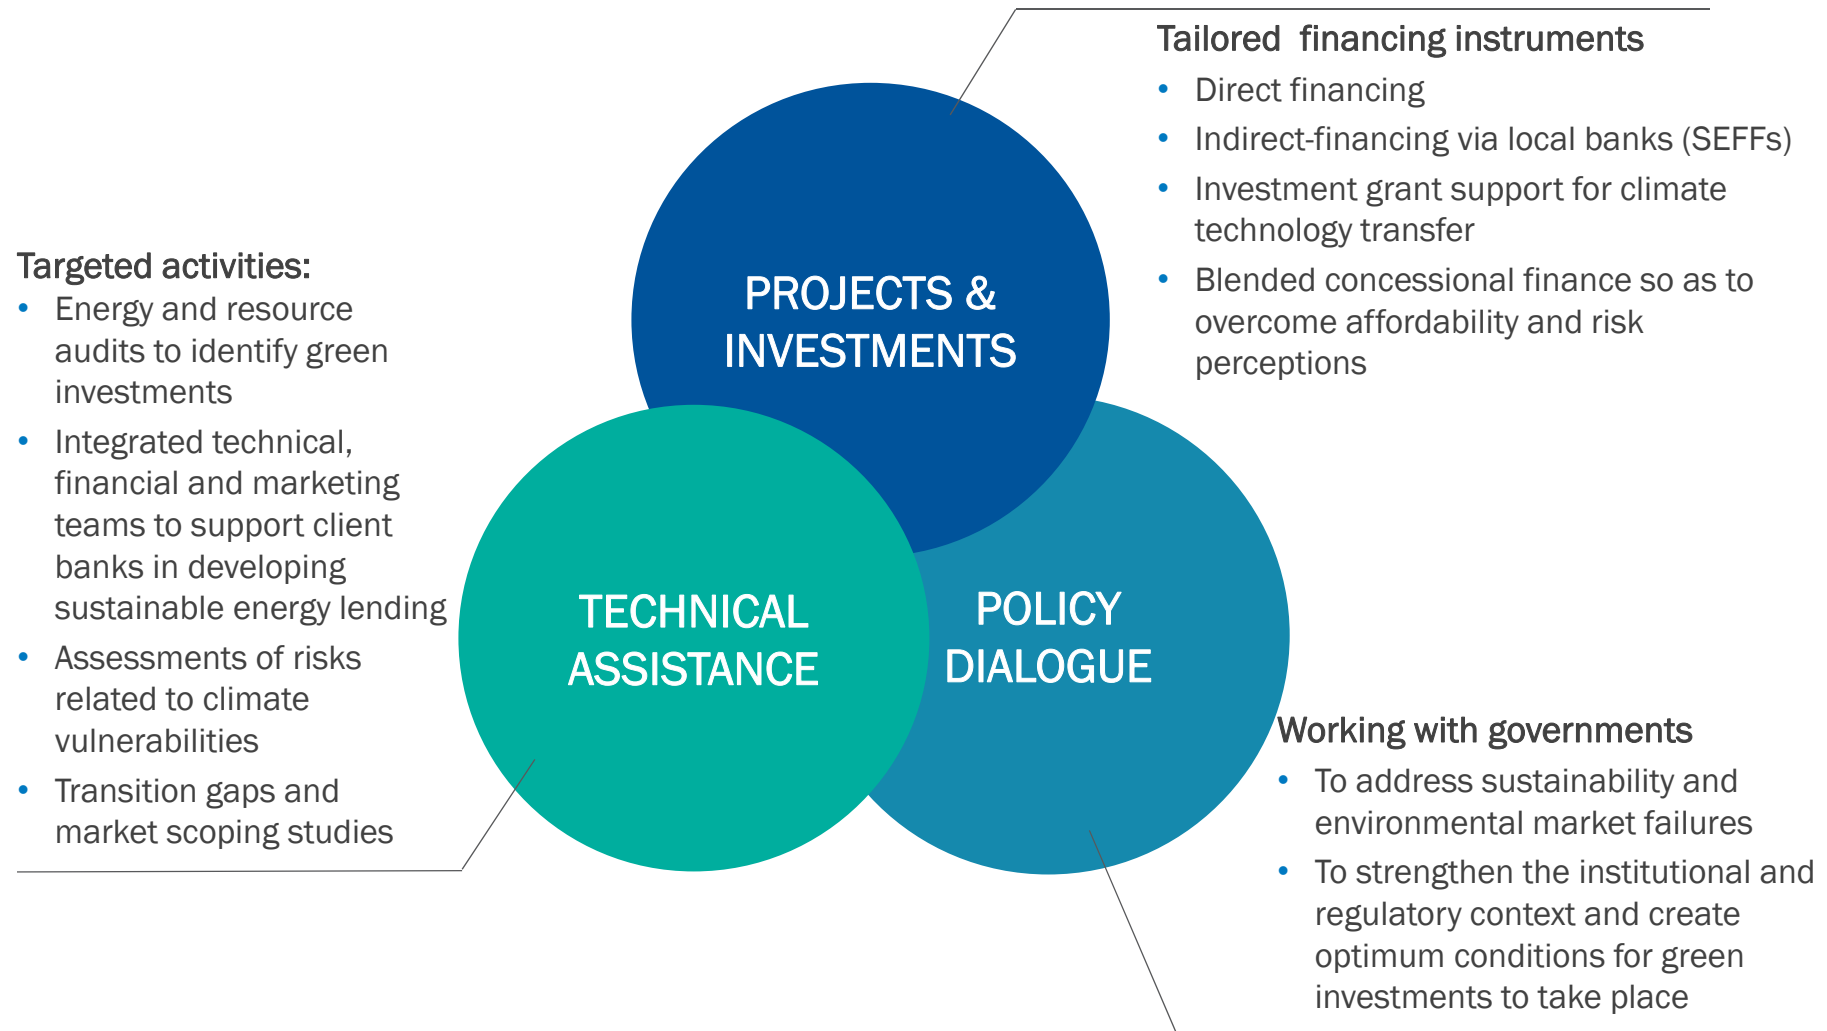 Tailored financing instruments
• Direct financing
• Indirect-financing via local banks (SEFFs)
• Investment grant support for climate
technology transfer
• Blended concessional finance so as to
overcome affordability and risk
perceptions
PROJECTS &
INVESTMENTS
Targeted activities:
• Energy and resource
audits to identify green
investments
• Integrated technical,
financial and marketing
teams to support client
banks in developing
sustainable energy lending
• Assessments of risks
related to climate
vulnerabilities
• Transition gaps and
market scoping studies
TECHNICAL
ASSISTANCE
POLICY
DIALOGUE
Working with governments
• To address sustainability and
environmental market failures
• To strengthen the institutional and
regulatory context and create
optimum conditions for green
investments to take place